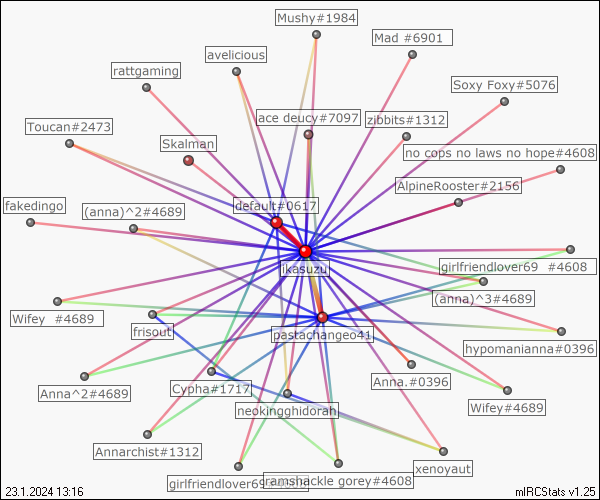 Mushy#1984
Mad #6901
avelicious
rattgaming
Soxy Foxy#5076
ace deucy#7097
zibbits#1312
Toucan#2473
Skalman
no cops no laws no hope#4608
AlpineRooster#2156
fakedingo
(anna)^2#4689
default#0617
jkasuzu
girlfriendlover69 #4608
(anna)^3#4689
Wifey #4689
frisout
pastachangeo41
hypomanianna#0396
Anna^2#4689
Cypha#1717
Anna.#0396
neokingghidorah
Wifey#4689
Annarchist#1312
xenoyaut
girlfriendlover69
ramshackle gorey#4608
23.1.2024 13:16
mIRCStats v1.25